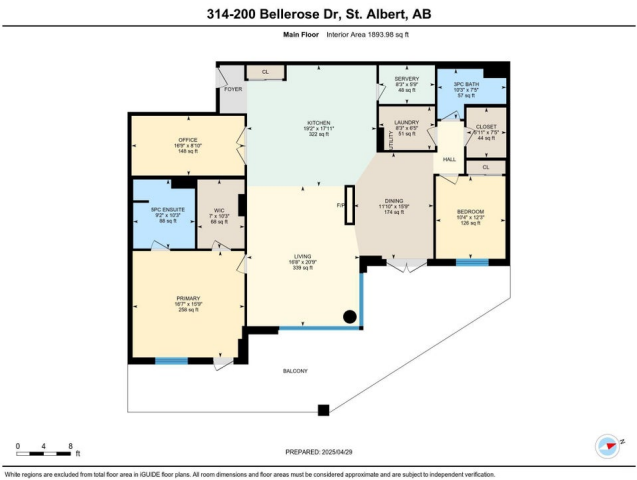 314-200 Bellerose Dr, St. Albert, AB
Main Floor Interior Area 1893.98 sq ft
CL
FOYER
SERVERY
8'3" x 5'9"
46 sq ft
3PC BATH
10'3" x 7'5"
57 sq ft
KITCHEN
19'2" x 17'11"
322 sq ft
LAUNDRY
8'3" x 6'5"
51 sq ft
UTILITY
CLOSET
5'11" x 7'5"
44 sq ft
OFFICE
16'9" x 8'10"
148 sq ft
HALL
CL
5PC ENSUITE
9'2" x 10'3"
86 sq ft
WIC
7' x 10'3"
68 sq ft
F/P
DINING
11'10" x 15'9"
174 sq ft
BEDROOM
10'4" x 12'3"
126 sq ft
LIVING
16'8" x 20'9"
339 sq ft
PRIMARY
16'7" x 15'9"
258 sq ft
BALCONY
0 4 8
ft
PREPARED: 2025/04/29
N
White regions are excluded from total floor area in iGUIDE floor plans. All room dimensions and floor areas must be considered approximate and are subject to independent verification.